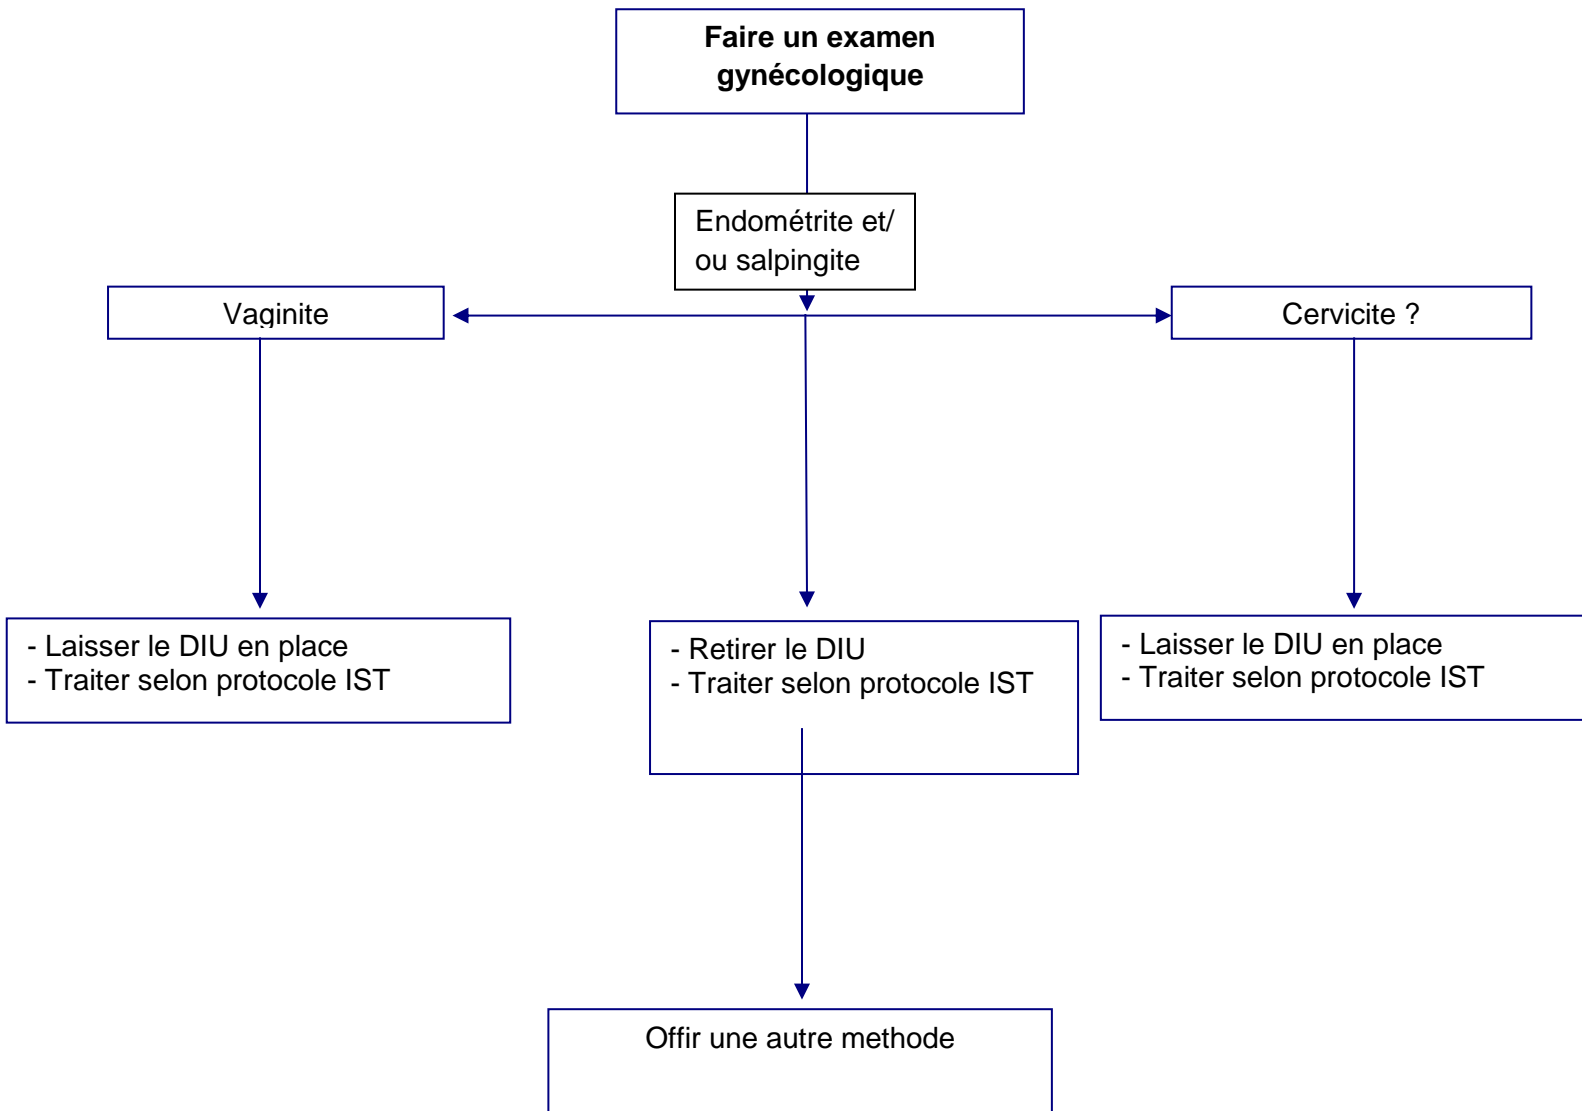 Faire un examen
gynécologique
Endométrite et/
ou salpingite
Vaginite
Cervicite ?
- Laisser le DIU en place
- Traiter selon protocole IST
- Retirer le DIU
- Traiter selon protocole IST
- Laisser le DIU en place
- Traiter selon protocole IST
Offir une autre methode